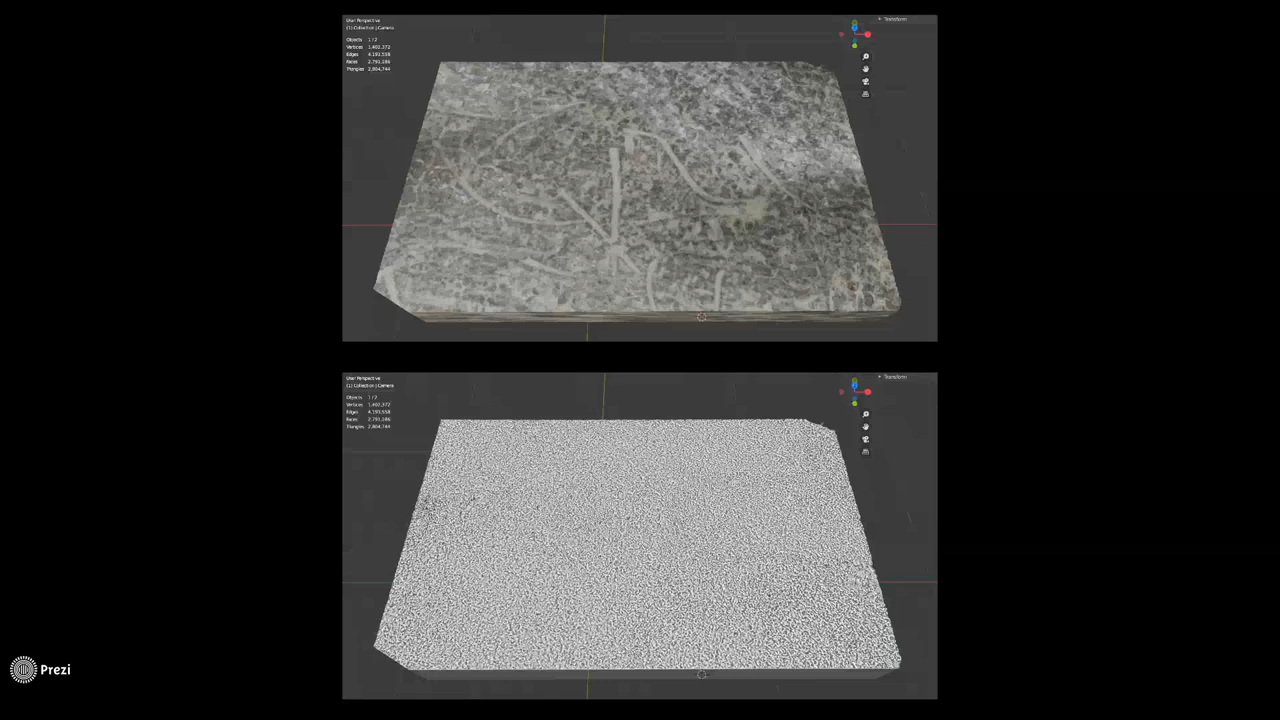 User Perspective
(1) Collection | Camera
Objects 1/2
Vertices 1,402,372
Edges 4,193,558
Faces 2,791,186
Triangles 2,804,744
Transform
User Perspective
(1) Collection | Camera
Objects 1/2
Vertices 1,402,372
Edges 4,193,558
Faces 2,791,186
Triangles 2,804,744
Transform
Prezi